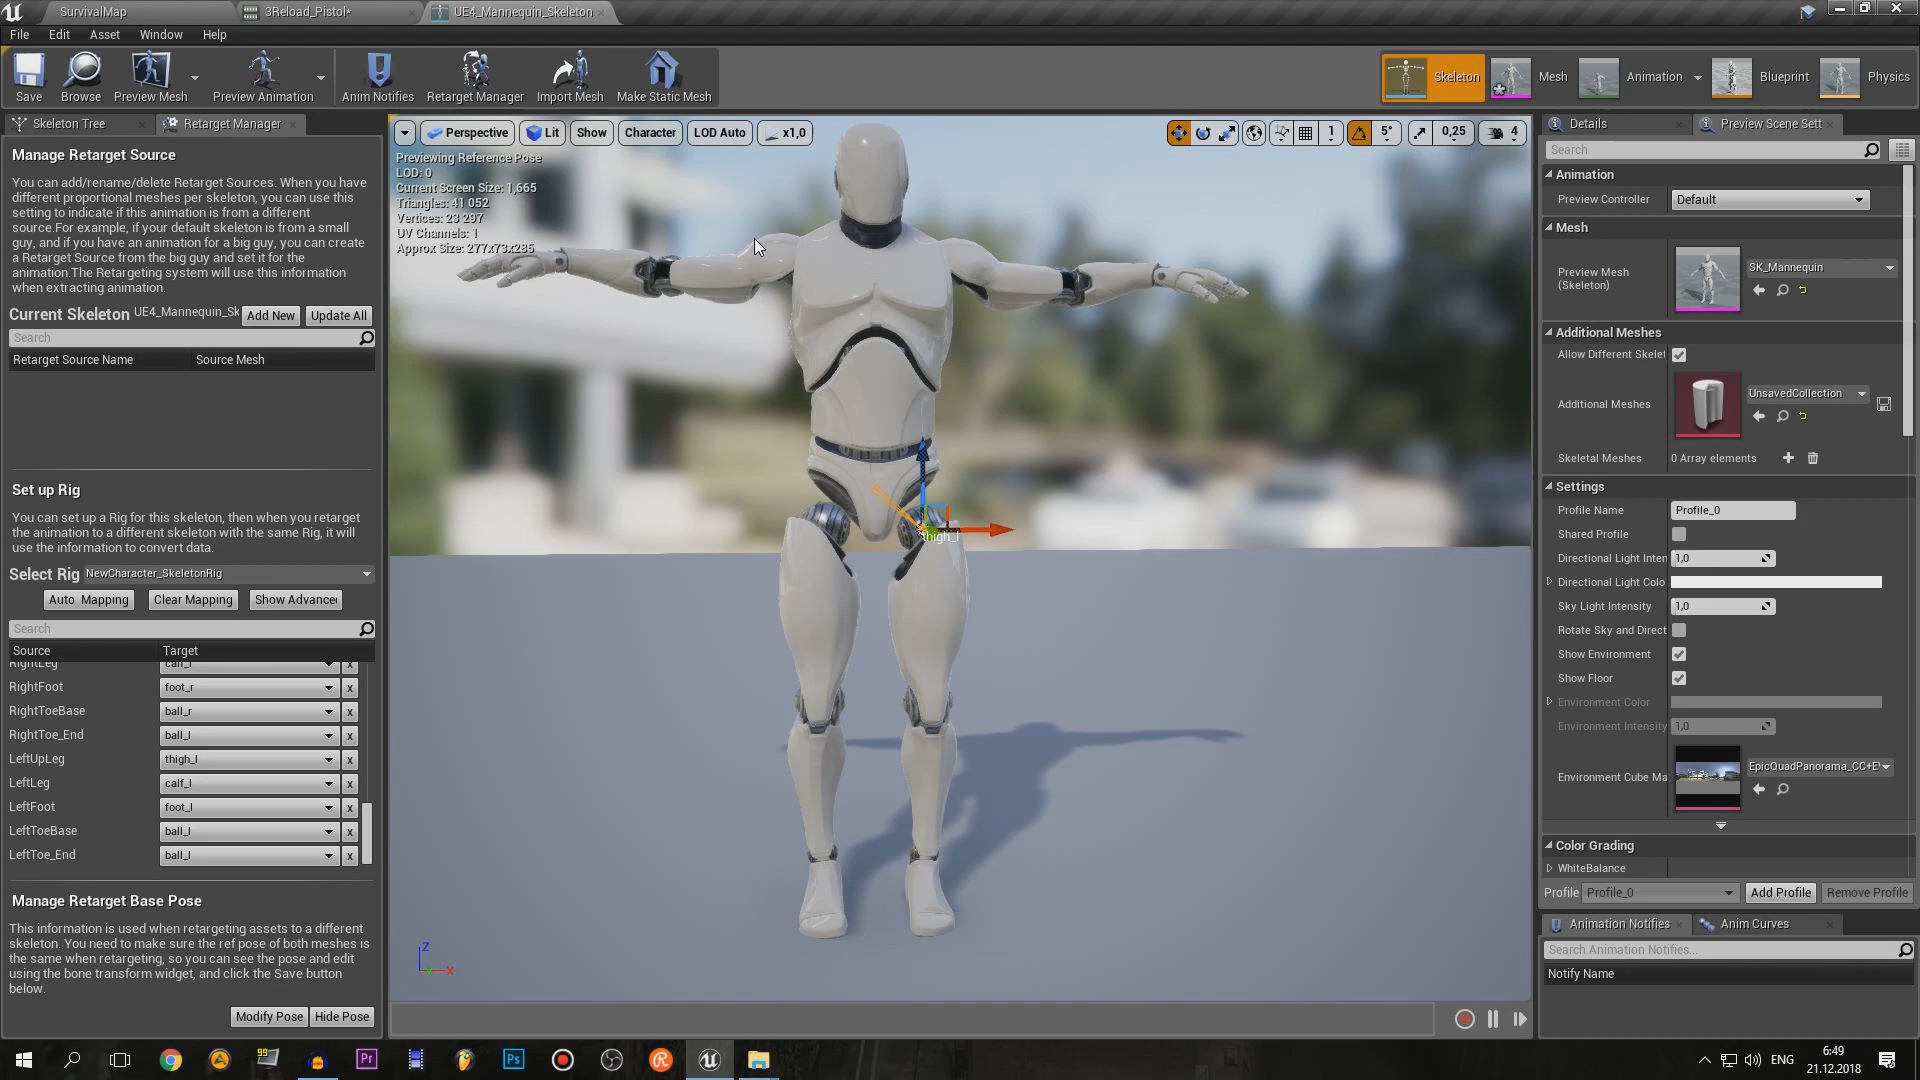 SurvivalMap
3Reload_Pistol*
UE4_Mannequin_Skeleton
File Edit Asset Window Help
Save
Browse
Preview Mesh
Preview Animation
Anim Notifies
Retarget Manager
Import Mesh
Make Static Mesh
Skeleton
Mesh
Animation
Blueprint
Physics
Skeleton Tree
Retarget Manager
Manage Retarget Source
You can add/rename/delete Retarget Sources. When you have
different proportional meshes per skeleton, you can use this
setting to indicate if this animation is from a different
source.For example, if your default skeleton is from a small
guy, and if you have an animation for a big guy, you can create
a Retarget Source from the big guy and set it for the
animation.The Retargeting system will use this information
when extracting animation.
Current Skeleton UE4_Mannequin_Sk Add New Update All
Search
Retarget Source Name Source Mesh
Set up Rig
You can set up a Rig for this skeleton, then when you retarget
the animation to a different skeleton with the same Rig, it will
use the information to convert data.
Select Rig NewCharacter_SkeletonRig
Auto Mapping Clear Mapping Show Advanced
Search
Source Target
RightLeg calf_r x
RightFoot foot_r x
RightToeBase ball_r x
RightToe_End ball_l x
LeftUpLeg thigh_l x
LeftLeg calf_l x
LeftFoot foot_l x
LeftToeBase ball_l x
LeftToe_End ball_l x
Manage Retarget Base Pose
This information is used when retargeting assets to a different
skeleton. You need to make sure the ref pose of both meshes is
the same when retargeting, so you can see the pose and edit
using the bone transform widget, and click the Save button
below.
Modify Pose Hide Pose
Perspective Lit Show Character LOD Auto x1,0
1 5° 0,25 4
Previewing Reference Pose
LOD: 0
Current Screen Size: 1,665
Triangles: 41 052
Vertices: 23 297
UV Channels: 1
Approx Size: 277x73x285
thigh_l
Z
X
Details
Preview Scene Sett
Search
Animation
Preview Controller Default
Mesh
Preview Mesh
(Skeleton)
SK_Mannequin
Additional Meshes
Allow Different Skelet
Additional Meshes
UnsavedCollection
Skeletal Meshes 0 Array elements
Settings
Profile Name Profile_0
Shared Profile
Directional Light Inten 1,0
Directional Light Colo
Sky Light Intensity 1,0
Rotate Sky and Direct
Show Environment
Show Floor
Environment Color
Environment Intensity 1,0
Environment Cube Ma
EpicQuadPanorama_CC+E
Color Grading
WhiteBalance
Profile Profile_0 Add Profile Remove Profile
Animation Notifies
Anim Curves
Search Animation Notifies...
Notify Name
99
Pr
Ps
ENG
6:49
21.12.2018